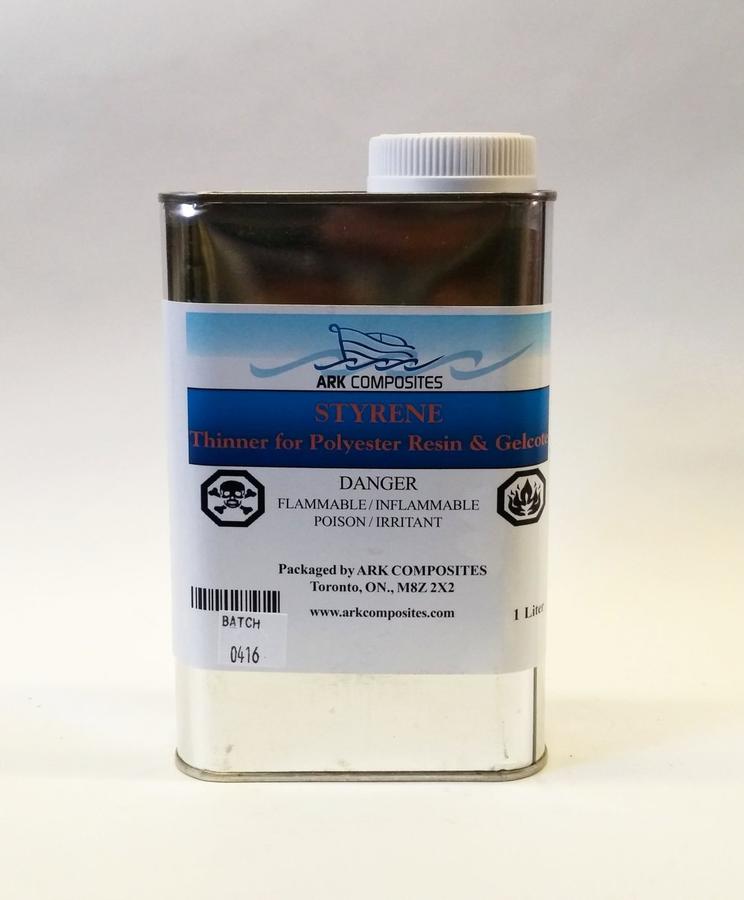 ARK COMPOSITES
STYRENE
Thinner for Polyester Resin & Gelcote
DANGER
FLAMMABLE / INFLAMMABLE
POISON / IRRITANT
Packaged by ARK COMPOSITES
Toronto, ON., M8Z 2X2
www.arkcomposites.com
1 Liter
BATCH
0416